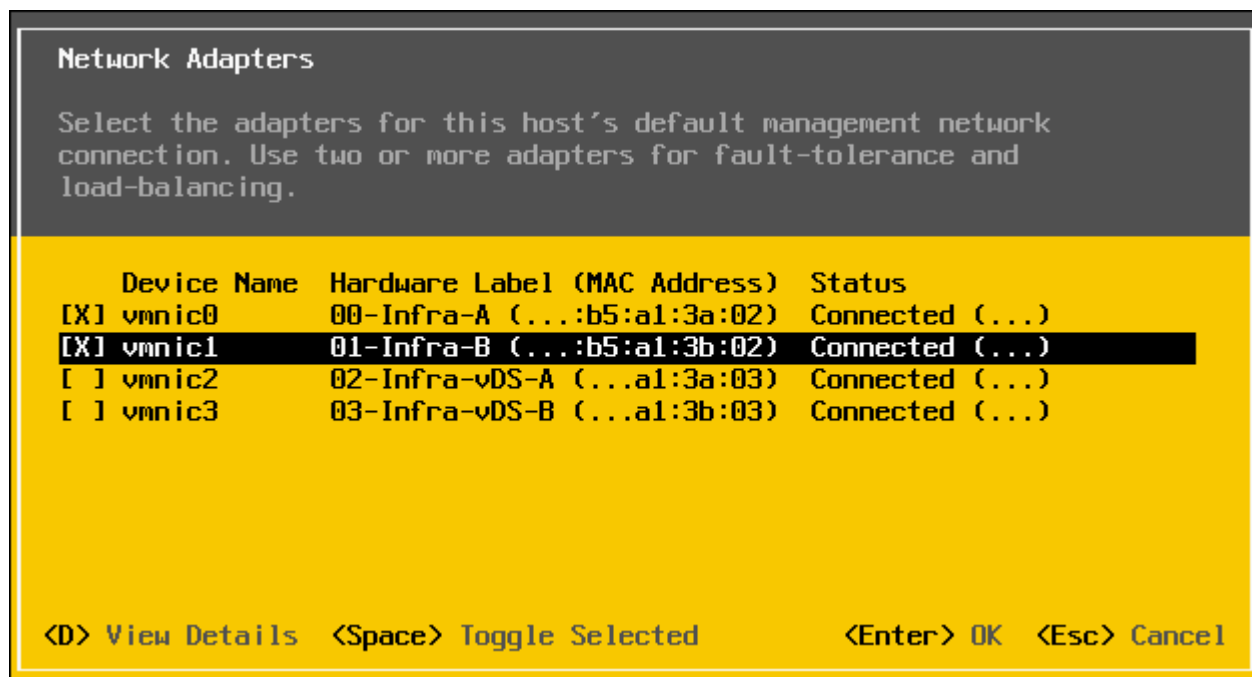 Network Adapters
Select the adapters for this host's default management network
connection. Use two or more adapters for fault-tolerance and
load-balancing.
Device Name Hardware Label (MAC Address) Status
[X] vmnic0 00-Infra-A (...:b5:a1:3a:02) Connected (...)
[X] vmnic1 01-Infra-B (...:b5:a1:3b:02) Connected (...)
[ ] vmnic2 02-Infra-vDS-A (...a1:3a:03) Connected (...)
[ ] vmnic3 03-Infra-vDS-B (...a1:3b:03) Connected (...)
<D> View Details <Space> Toggle Selected <Enter> OK <Esc> Cancel